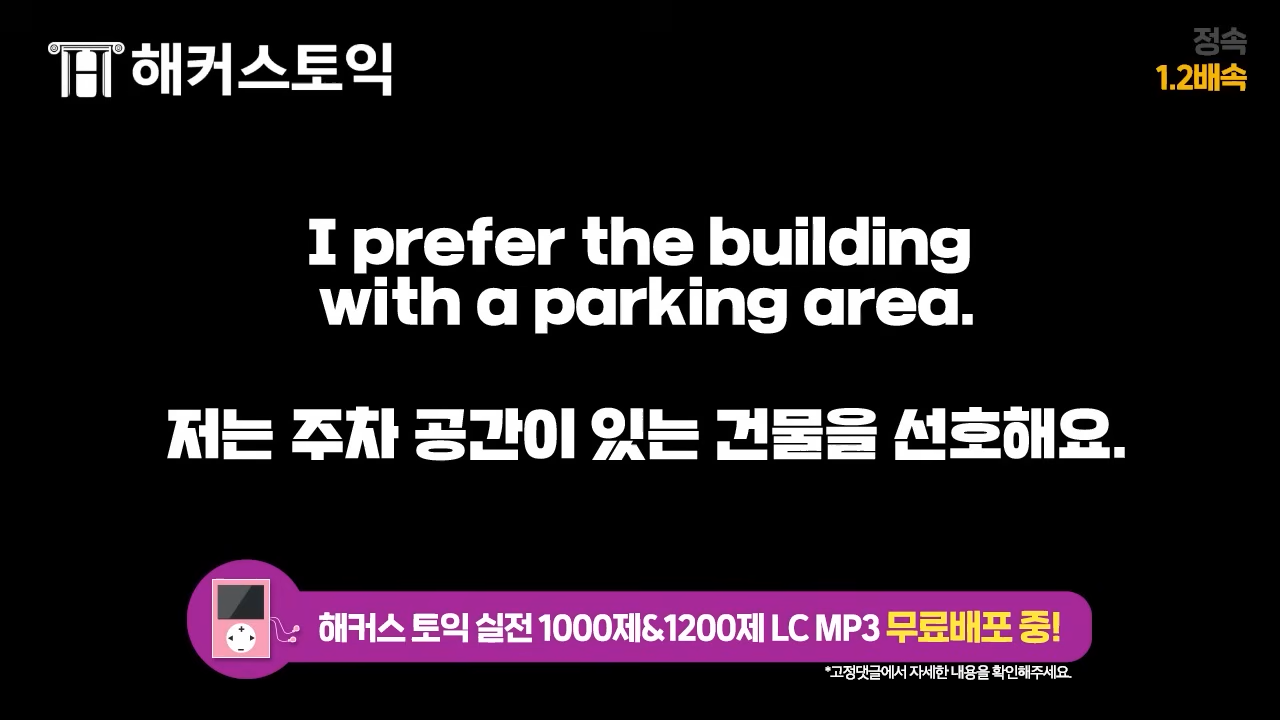 해커스토익
정속
1.2배속
I prefer the building
with a parking area.
저는 주차 공간이 있는 건물을 선호해요.
해커스 토익 실전 1000제&1200제 LC MP3 무료배포 중!
*고정댓글에서 자세한 내용을 확인해주세요.